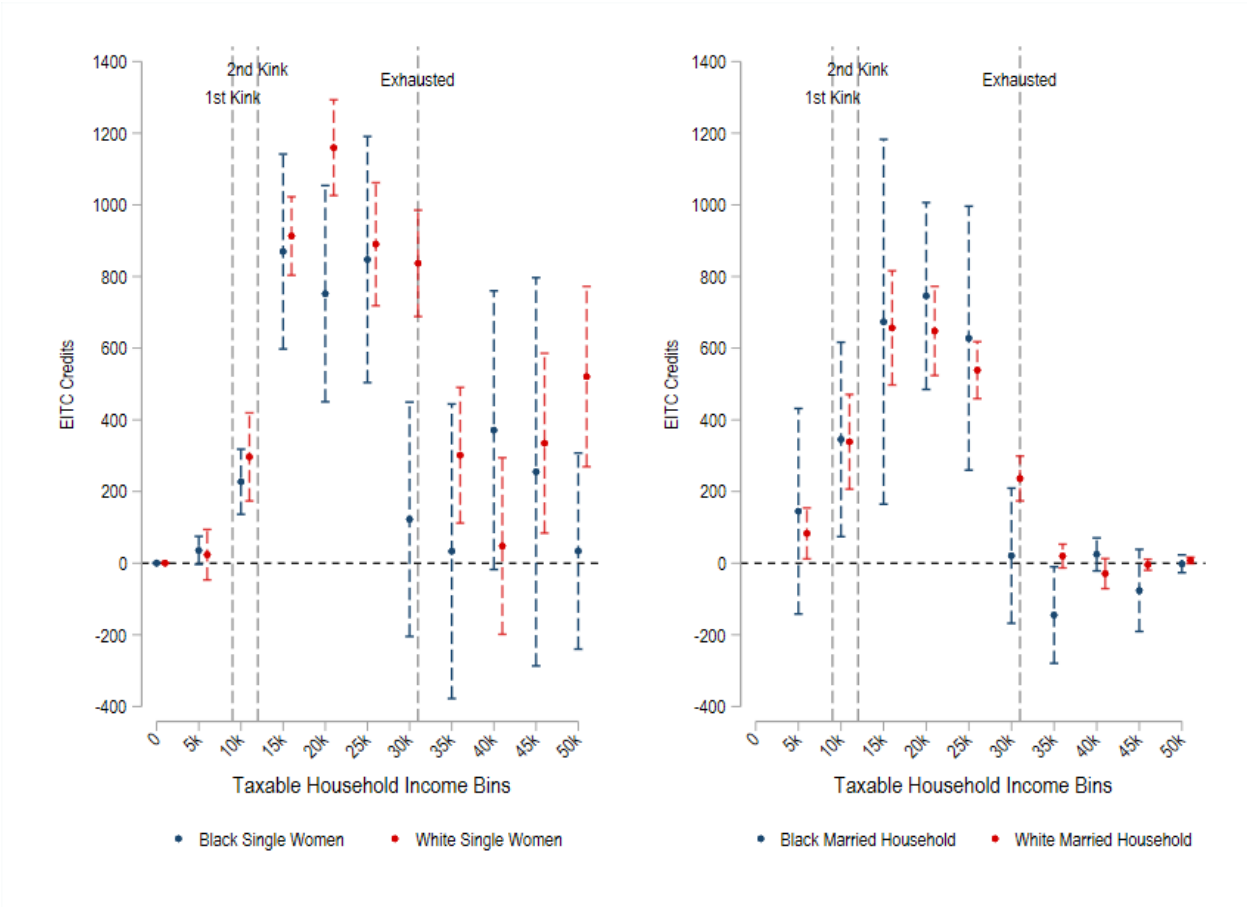 1400
1200
1000
800
600
400
200
0
-200
-400
EITC Credits
2nd Kink
1st Kink
Exhausted
0
5k
10k
15k
20k
25k
30k
35k
40k
45k
50k
Taxable Household Income Bins
Black Single Women
White Single Women
1400
1200
1000
800
600
400
200
0
-200
-400
EITC Credits
2nd Kink
1st Kink
Exhausted
0
5k
10k
15k
20k
25k
30k
35k
40k
45k
50k
Taxable Household Income Bins
Black Married Household
White Married Household